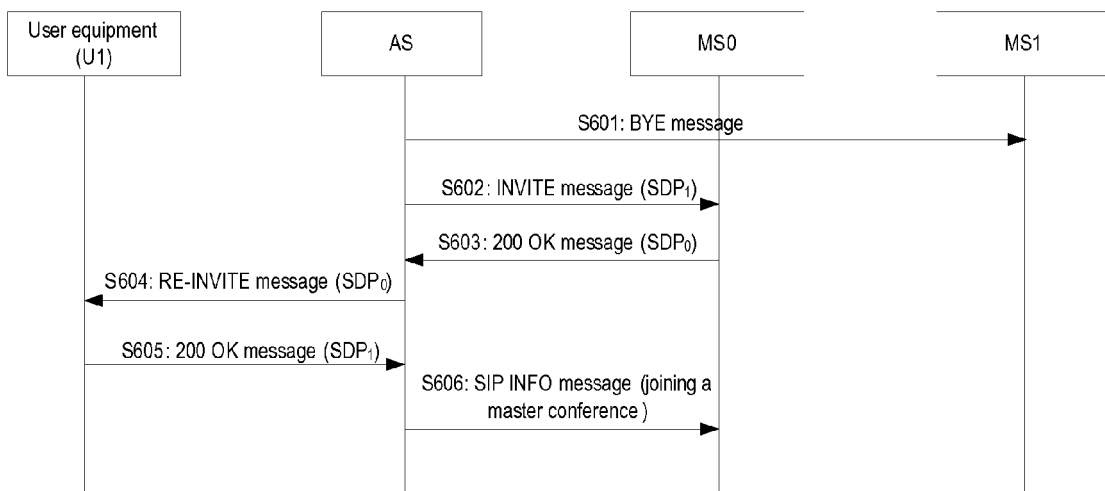 User equipment
(U1)
AS
MS0
MS1
S601: BYE message
S602: INVITE message (SDP₁)
S603: 200 OK message (SDP₀)
S604: RE-INVITE message (SDP₀)
S605: 200 OK message (SDP₁)
S606: SIP INFO message (joining a
master conference )